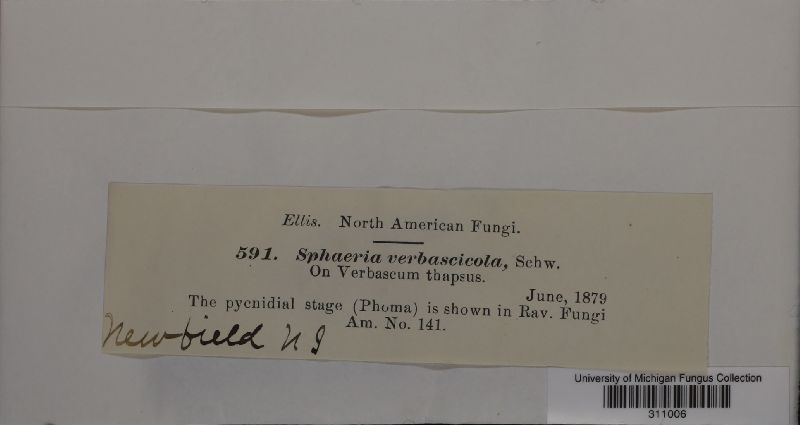 Ellis. North American Fungi.
591. Sphaeria verbascicola, Schw.
On Verbascum thapsus.
June, 1879
The pycnidial stage (Phoma) is shown in Rav. Fungi
Am. No. 141.
Newfield N J
University of Michigan Fungus Collection
311006